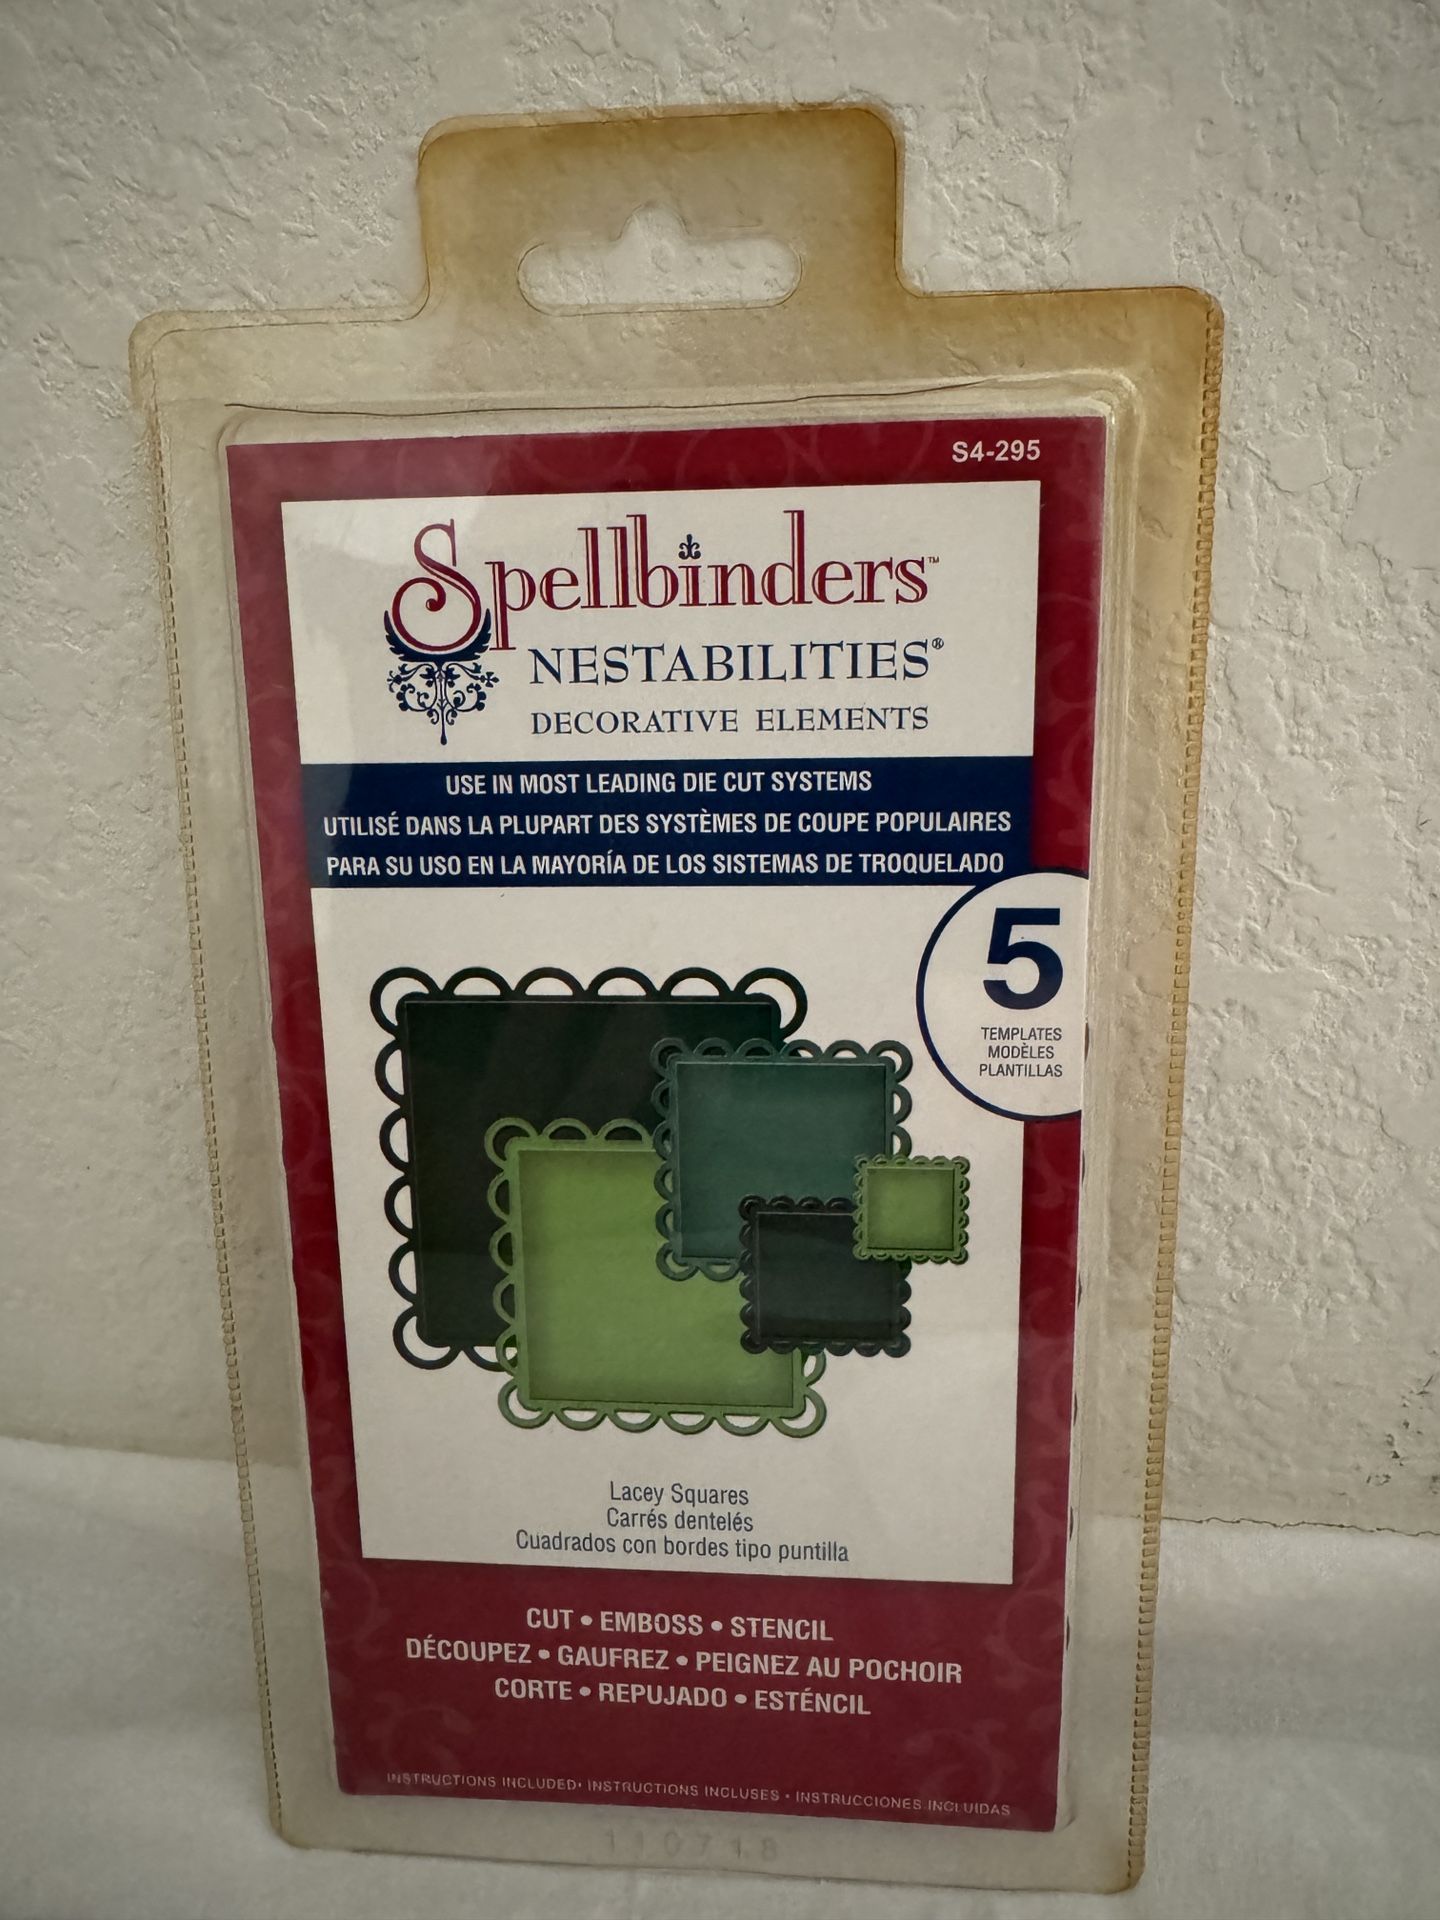 S4-295
Spellbinders™
NESTABILITIES®
DECORATIVE ELEMENTS
USE IN MOST LEADING DIE CUT SYSTEMS
UTILISÉ DANS LA PLUPART DES SYSTÈMES DE COUPE POPULAIRES
PARA SU USO EN LA MAYORÍA DE LOS SISTEMAS DE TROQUELADO
5
TEMPLATES
MODÈLES
PLANTILLAS
Lacey Squares
Carrés dentelés
Cuadrados con bordes tipo puntilla
CUT • EMBOSS • STENCIL
DÉCOUPEZ • GAUFREZ • PEIGNEZ AU POCHOIR
CORTE • REPUJADO • ESTÉNCIL
INSTRUCTIONS INCLUDED • INSTRUCTIONS INCLUSES • INSTRUCCIONES INCLUIDAS
110718